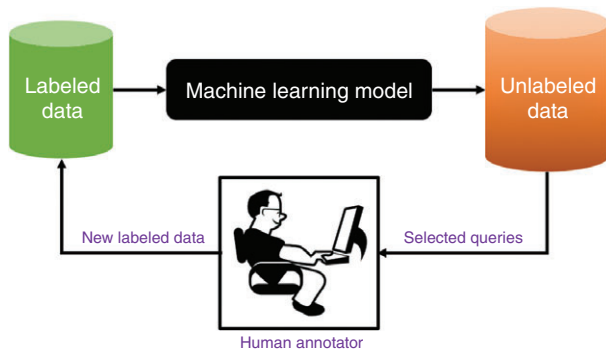 Labeled
data
Machine learning model
Unlabeled
data
New labeled data
Selected queries
Human annotator